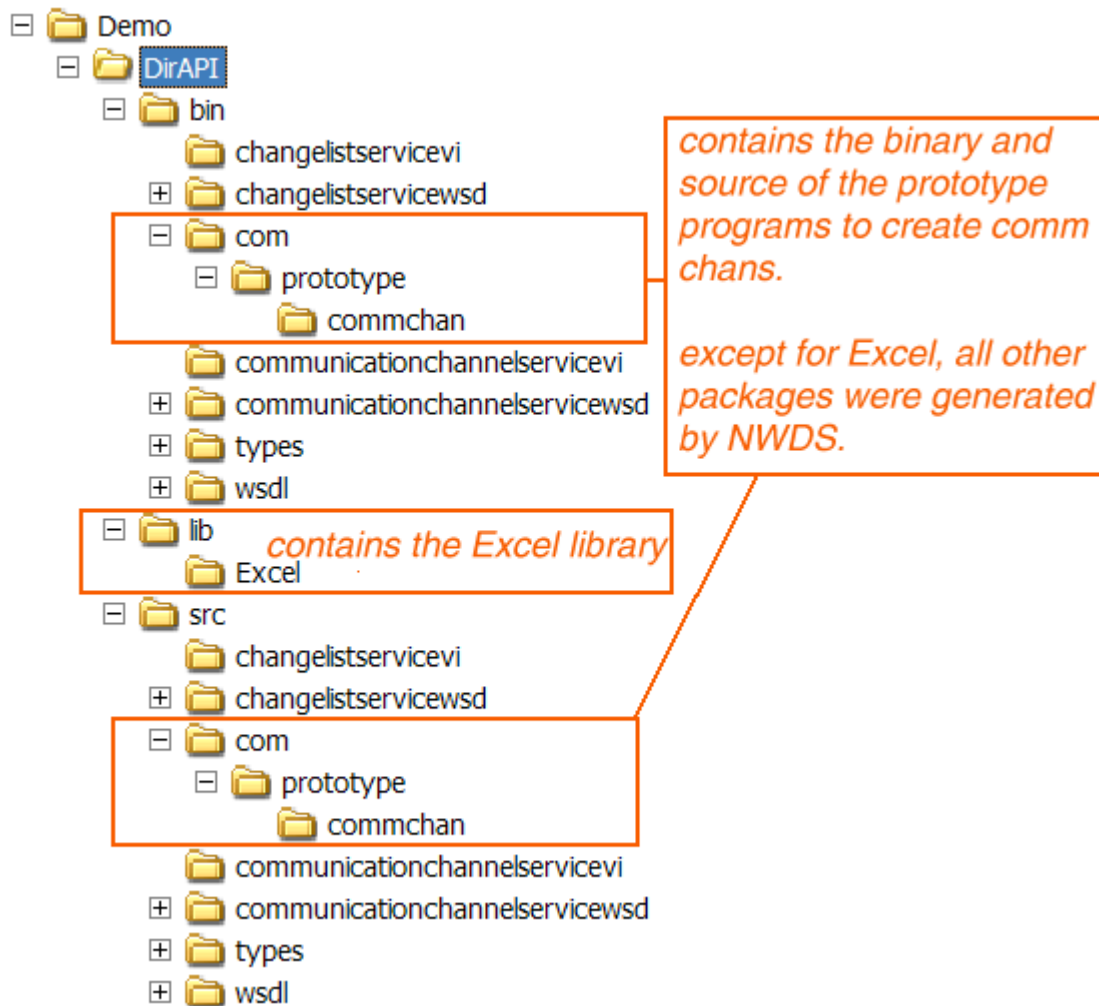 Demo
DirAPI
bin
changelistservicevi
changelistservicewsd
com
prototype
commchan
communicationchannelservicevi
communicationchannelservicewsd
types
wsdl
contains the binary and
source of the prototype
programs to create comm
chans.
except for Excel, all other
packages were generated
by NWDS.
lib
contains the Excel library
Excel
src
changelistservicevi
changelistservicewsd
com
prototype
commchan
communicationchannelservicevi
communicationchannelservicewsd
types
wsdl